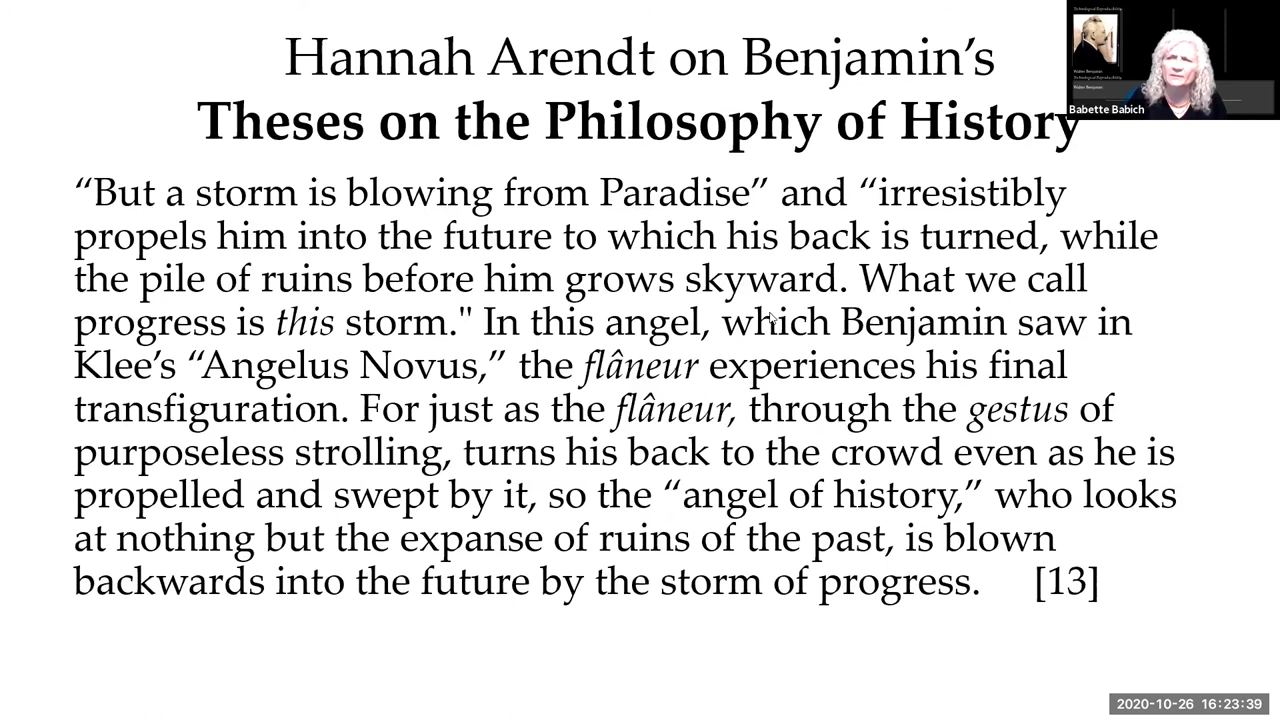 Hannah Arendt on Benjamin's
Theses on the Philosophy of History
“But a storm is blowing from Paradise” and “irresistibly
propels him into the future to which his back is turned, while
the pile of ruins before him grows skyward. What we call
progress is this storm." In this angel, which Benjamin saw in
Klee’s “Angelus Novus,” the flâneur experiences his final
transfiguration. For just as the flâneur, through the gestus of
purposeless strolling, turns his back to the crowd even as he is
propelled and swept by it, so the “angel of history,” who looks
at nothing but the expanse of ruins of the past, is blown
backwards into the future by the storm of progress. [13]
Walter Benjamin
Walter Benjamin
Babette Babich
2020-10-26 16:23:39